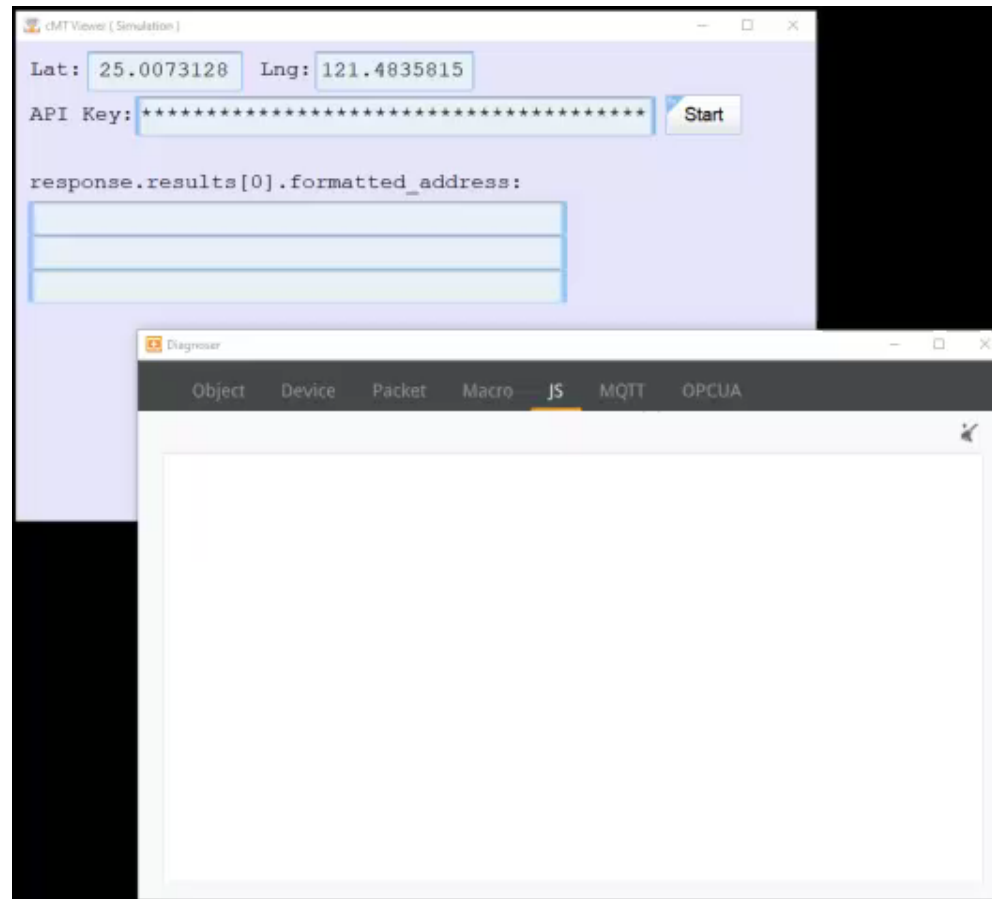 cMT Viewer ( Simulation )
Lat: 25.0073128 Lng: 121.4835815
API Key: *************************************** Start
response.results[0].formatted_address:
Diagnoser
Object Device Packet Macro JS MQTT OPCUA